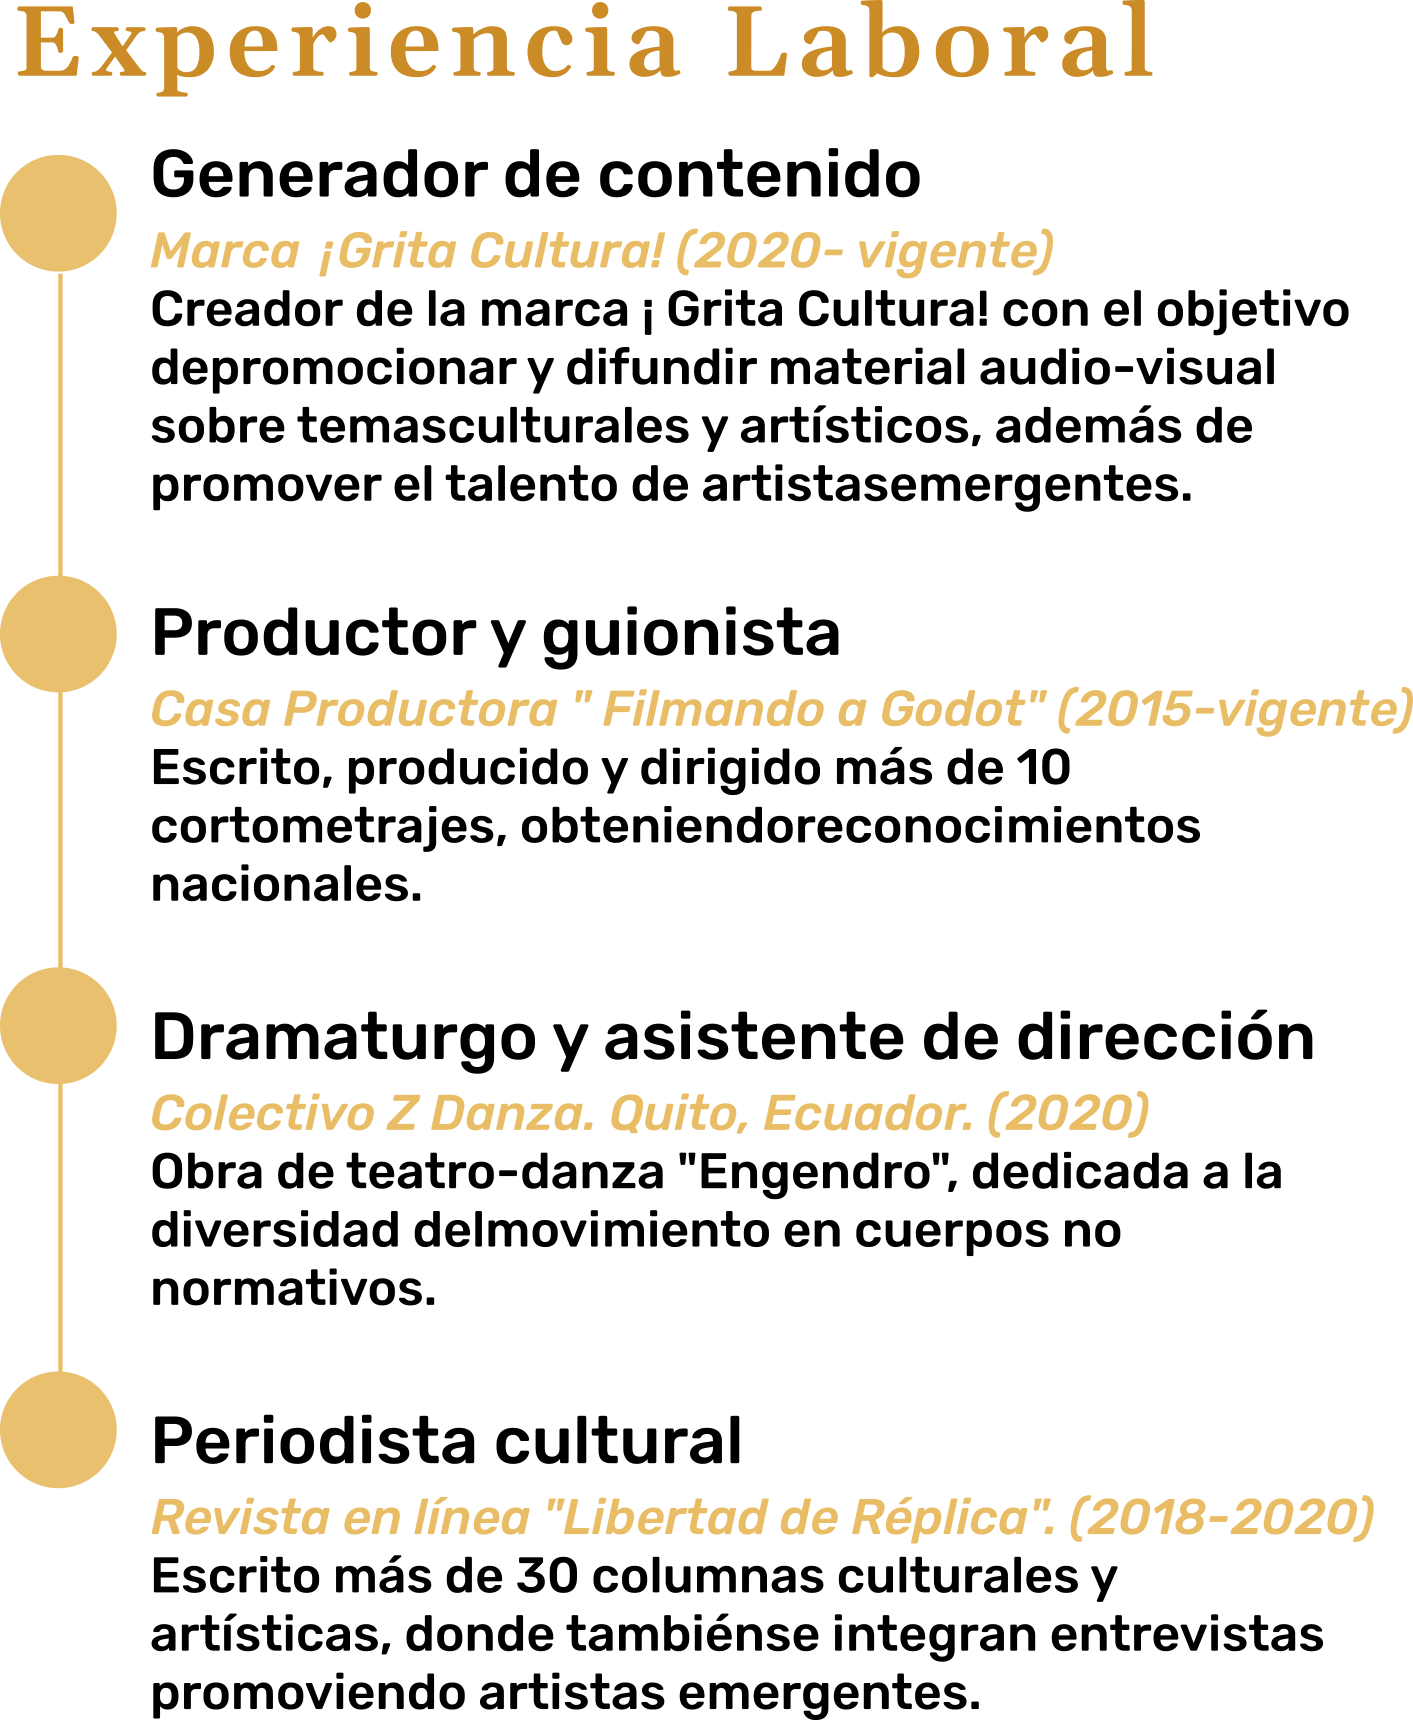 Experiencia Laboral
Generador de contenido
Marca ¡Grita Cultura! (2020- vigente)
Creador de la marca ¡ Grita Cultura! con el objetivo
depromocionar y difundir material audio-visual
sobre temasculturales y artísticos, además de
promover el talento de artistasemergentes.
Productor y guionista
Casa Productora " Filmando a Godot" (2015-vigente)
Escrito, producido y dirigido más de 10
cortometrajes, obteniendoreconocimientos
nacionales.
Dramaturgo y asistente de dirección
Colectivo Z Danza. Quito, Ecuador. (2020)
Obra de teatro-danza "Engendro", dedicada a la
diversidad delmovimiento en cuerpos no
normativos.
Periodista cultural
Revista en línea "Libertad de Réplica". (2018-2020)
Escrito más de 30 columnas culturales y
artísticas, donde tambiénse integran entrevistas
promoviendo artistas emergentes.